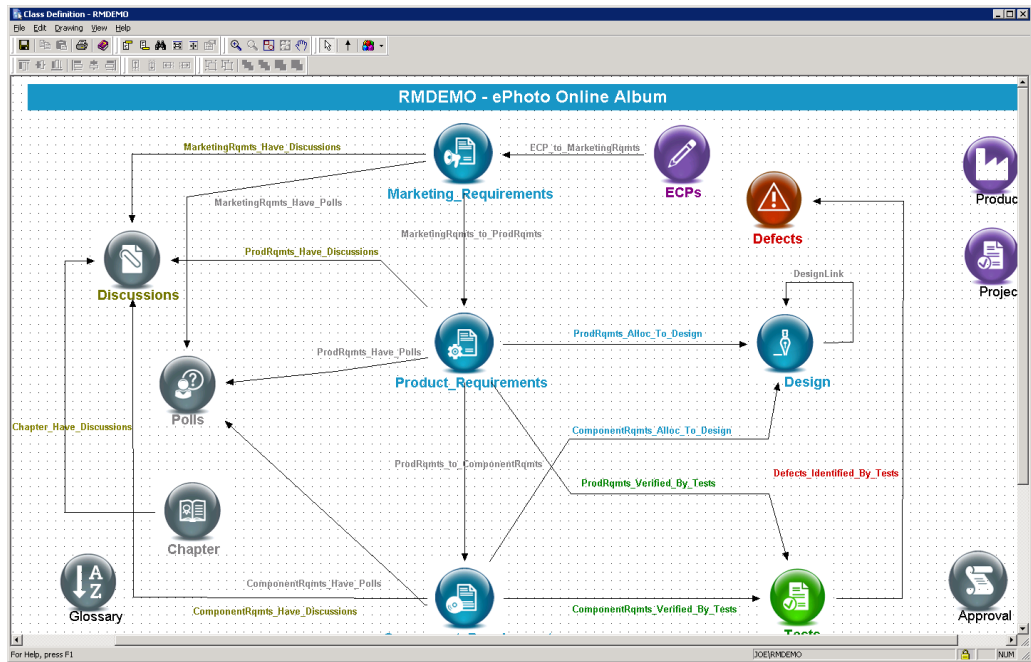 Class Definition - RMDEMO
File Edit Drawing View Help
RMDEMO - ePhoto Online Album
MarketingRqmts_Have_Discussions
ECP_to_MarketingRqmts
Marketing_Requirements
ECPs
Produc
MarketingRqmts_Have_Polls
MarketingRqmts_to_ProdRqmts
Defects
ProdRqmts_Have_Discussions
DesignLink
Discussions
Projec
ProdRqmts_Alloc_To_Design
ProdRqmts_Have_Polls
Product_Requirements
Design
Polls
Chapter_Have_Discussions
ComponentRqmts_Alloc_To_Design
ProdRqmts_to_ComponentRqmts
Defects_Identified_By_Tests
ProdRqmts_Verified_By_Tests
Chapter
A
Z
ComponentRqmts_Have_Polls
Glossary
ComponentRqmts_Have_Discussions
ComponentRqmts_Verified_By_Tests
Approval
Tests
For Help, press F1
JOE|RMDEMO
NUM